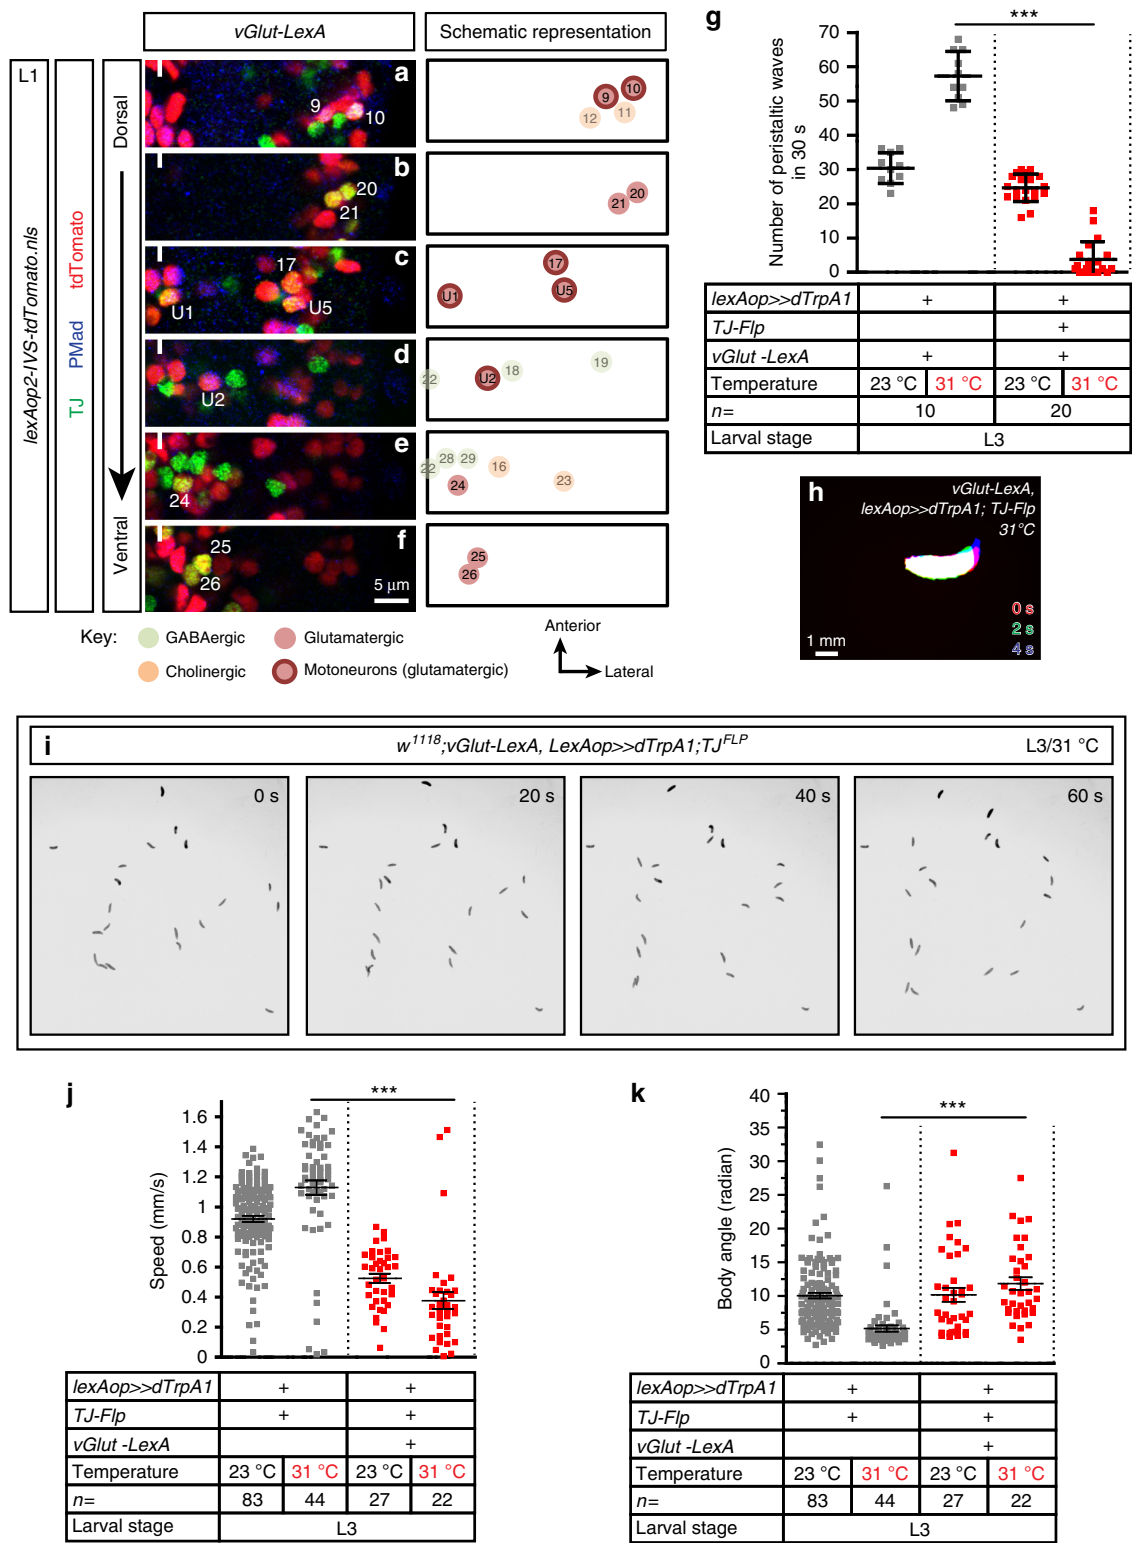 vGlut-LexA
Schematic representation
L1
lexAop2-IVS-tdTomato.nls
TJ PMad tdTomato
Dorsal
Ventral
a
9
10
9
10
12
11
b
20
21
20
21
c
17
U1
U5
17
U1
U5
d
U2
22
U2
18
19
e
24
22
28
29
16
23
24
f
25
26
5 μm
25
26
Key:
GABAergic
Glutamatergic
Cholinergic
Motoneurons (glutamatergic)
Anterior
Lateral
g
***
Number of peristaltic waves
in 30 s
70
60
50
40
30
20
10
0
lexAop>>dTrpA1 + +
TJ-Flp +
vGlut -LexA + +
Temperature 23 °C 31 °C 23 °C 31 °C
n= 10 20
Larval stage L3
h
vGlut-LexA,
lexAop>>dTrpA1; TJ-Flp
31°C
0 s
2 s
4 s
1 mm
i
w1118;vGlut-LexA, LexAop>>dTrpA1;TJFLP
L3/31 °C
0 s
20 s
40 s
60 s
j
***
Speed (mm/s)
1.6
1.4
1.2
1
0.8
0.6
0.4
0.2
0
lexAop>>dTrpA1 + +
TJ-Flp + +
vGlut -LexA +
Temperature 23 °C 31 °C 23 °C 31 °C
n= 83 44 27 22
Larval stage L3
k
***
Body angle (radian)
40
35
30
25
20
15
10
5
0
lexAop>>dTrpA1 + +
TJ-Flp + +
vGlut -LexA +
Temperature 23 °C 31 °C 23 °C 31 °C
n= 83 44 27 22
Larval stage L3